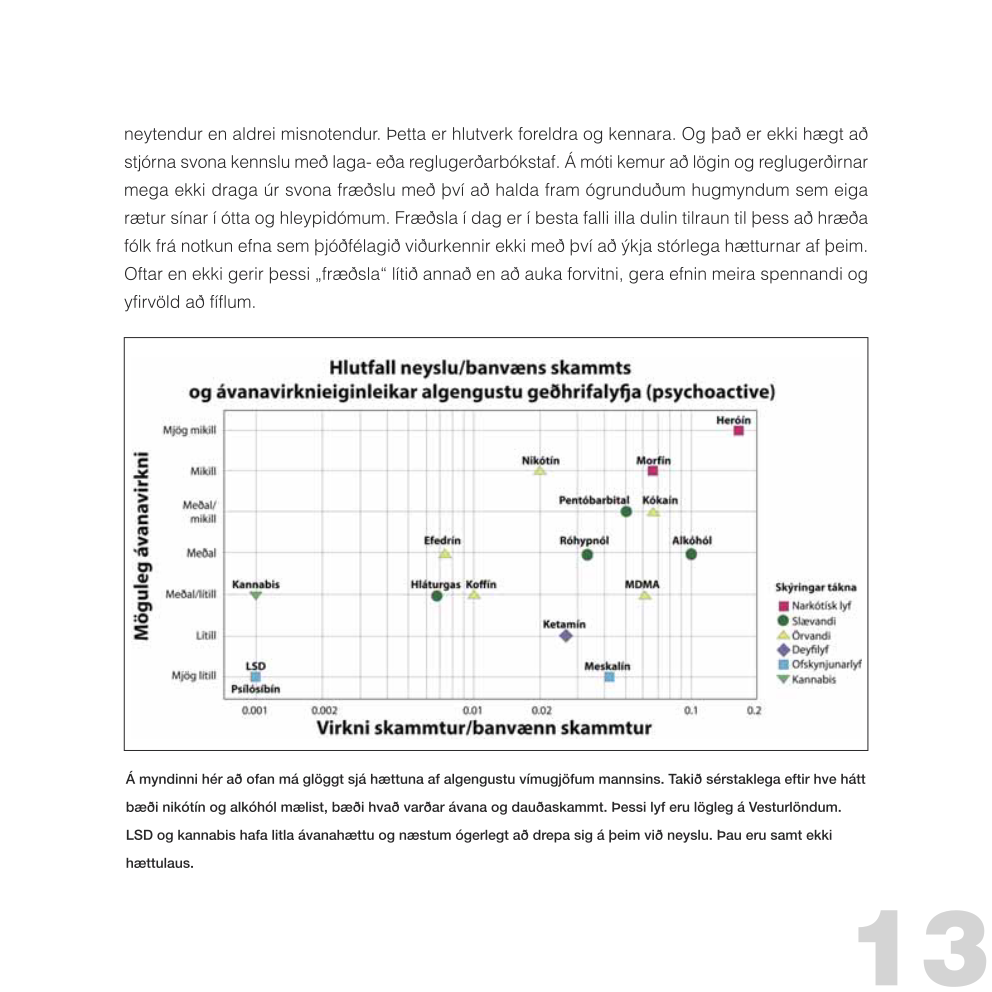 neytendur en aldrei misnotendur. Þetta er hlutverk foreldra og kennara. Og það er ekki hægt að
stjórna svona kennslu með laga- eða reglugerðarbókstaf. Á móti kemur að lögin og reglugerðirnar
mega ekki draga úr svona fræðslu með því að halda fram ógrunduðum hugmyndum sem eiga
rætur sínar í ótta og hleypidómum. Fræðsla í dag er í besta falli illa dulin tilraun til þess að hræða
fólk frá notkun efna sem þjóðfélagið viðurkennir ekki með því að ýkja stórlega hætturnar af þeim.
Oftar en ekki gerir þessi „fræðsla“ lítið annað en að auka forvitni, gera efnin meira spennandi og
yfirvöld að fíflum.
Hlutfall neyslu/banvæns skammts
og ávanavirknieiginleikar algengustu geðhrifalyfja (psychoactive)
Möguleg ávanavirkni
Mjög mikill
Mikill
Meðal/
mikill
Meðal
Meðal/lítill
Lítill
Mjög lítill
Heróín
Nikótín
Morfín
Pentóbarbital
Kókaín
Efedrín
Róhypnól
Alkóhól
Kannabis
Hláturgas
Koffín
MDMA
Ketamín
LSD
Psílósíbín
Meskalín
0.001
0.002
0.01
0.02
0.1
0.2
Virkni skammtur/banvænn skammtur
Skýringar tákna
Narkótisk lyf
Slævandi
Örvandi
Deyfilyf
Ofskynjunarlyf
Kannabis
Á myndinni hér að ofan má glöggt sjá hættuna af algengustu vímugjöfum mannsins. Takið sérstaklega eftir hve hátt
bæði nikótín og alkóhól mælist, bæði hvað varðar ávana og dauðaskammt. Þessi lyf eru lögleg á Vesturlöndum.
LSD og kannabis hafa litla ávanahættu og næstum ógerlegt að drepa sig á þeim við neyslu. Þau eru samt ekki
hættulaus.
13